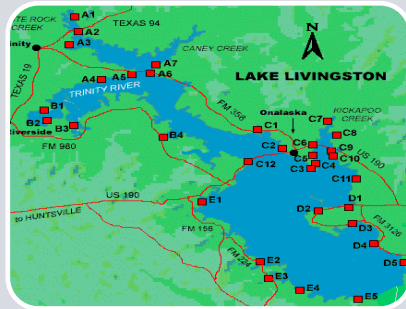 A1
TEXAS 94
TE ROCK
CREEK
A2
N
inity
A3
CANEY CREEK
A7
A4
A5
A6
LAKE LIVINGSTON
TEXAS 19
TRINITY RIVER
B1
FM 356
Onalaska
KICKAPOO
CREEK
C7
B2
B3
Riverside
B4
C1
C8
FM 980
C2
C6
C9
C5
C10
US 190
C12
C3
C4
C11
US 190
E1
D1
D2
to HUNTSVILLE
FM 3126
D3
FM 156
D4
FM 224
E2
D5
E3
E4
E5